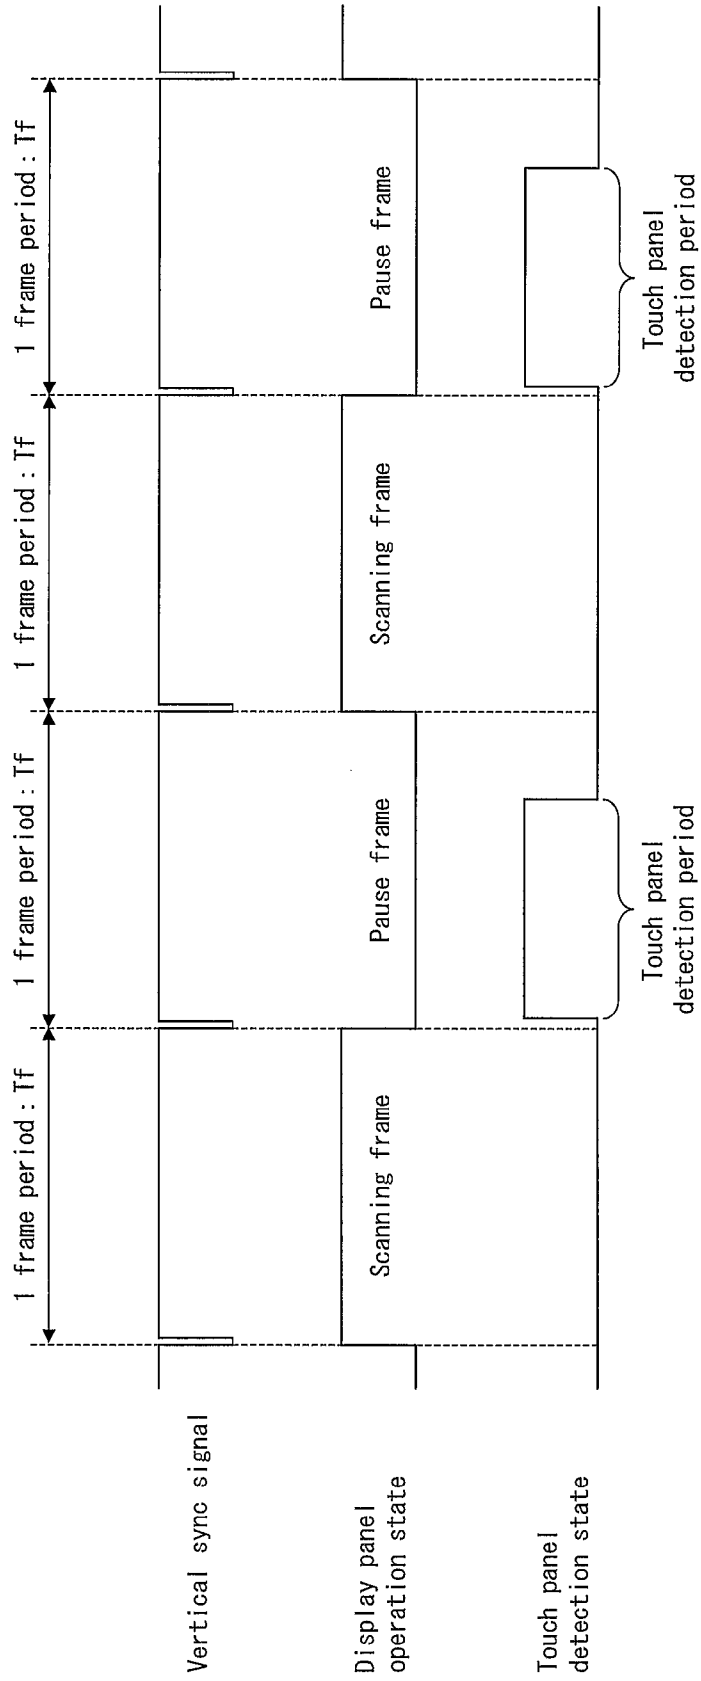 1 frame period : Tf
1 frame period : Tf
1 frame period : Tf
1 frame period : Tf
Vertical sync signal
Display panel
operation state
Scanning frame
Pause frame
Scanning frame
Pause frame
Touch panel
detection state
Touch panel
detection period
Touch panel
detection period